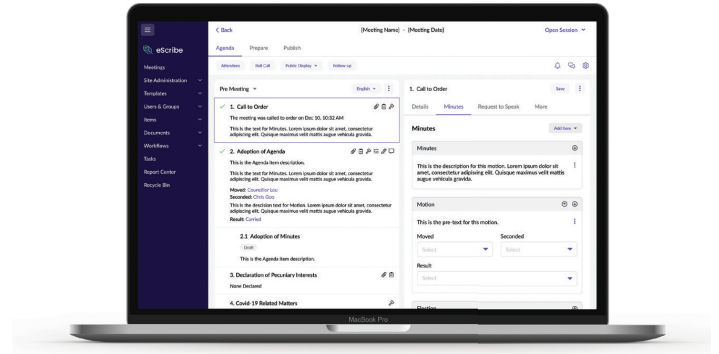 < Back
[Meeting Name] - [Meeting Date]
Open Session
eScribe
Meetings
Site Administration
Templates
Users & Groups
Items
Documents
Workflows
Tasks
Report Center
Recycle Bin
Agenda Prepare Publish
Attendees Roll Call Public Display Follow-up
Pre Meeting English
1. Call to Order
The meeting was called to order on Dec 10, 10:52 AM
This is the text for Minutes. Lorem ipsum dolor sit amet, consectetur
adipiscing elit. Quisque maximus velit mattis augue vehicula gravida.
2. Adoption of Agenda
This is the Agenda item description.
This is the text for Minutes. Lorem ipsum dolor sit amet, consectetur
adipiscing elit. Quisque maximus velit mattis augue vehicula gravida.
Moved: Councillor Lou
Seconded: Chris Goo
This is the description text for Motion. Lorem ipsum dolor sit amet, consectetur
adipiscing elit. Quisque maximus velit mattis augue vehicula gravida.
Result: Carried
2.1 Adoption of Minutes
Draft
This is the Agenda item description.
3. Declaration of Pecuniary Interests
None Declared
4. Covid-19 Related Matters
1. Call to Order Save
Details Minutes Request to Speak More
Minutes Add Item
Minutes
This is the description for this motion. Lorem ipsum dolor sit
amet, consectetur adipiscing elit. Quisque maximus velit mattis
augue vehicula gravida.
Motion
This is the pre-text for this motion.
Moved Seconded
Select Select
Result
Select
Election
MacBook Pro